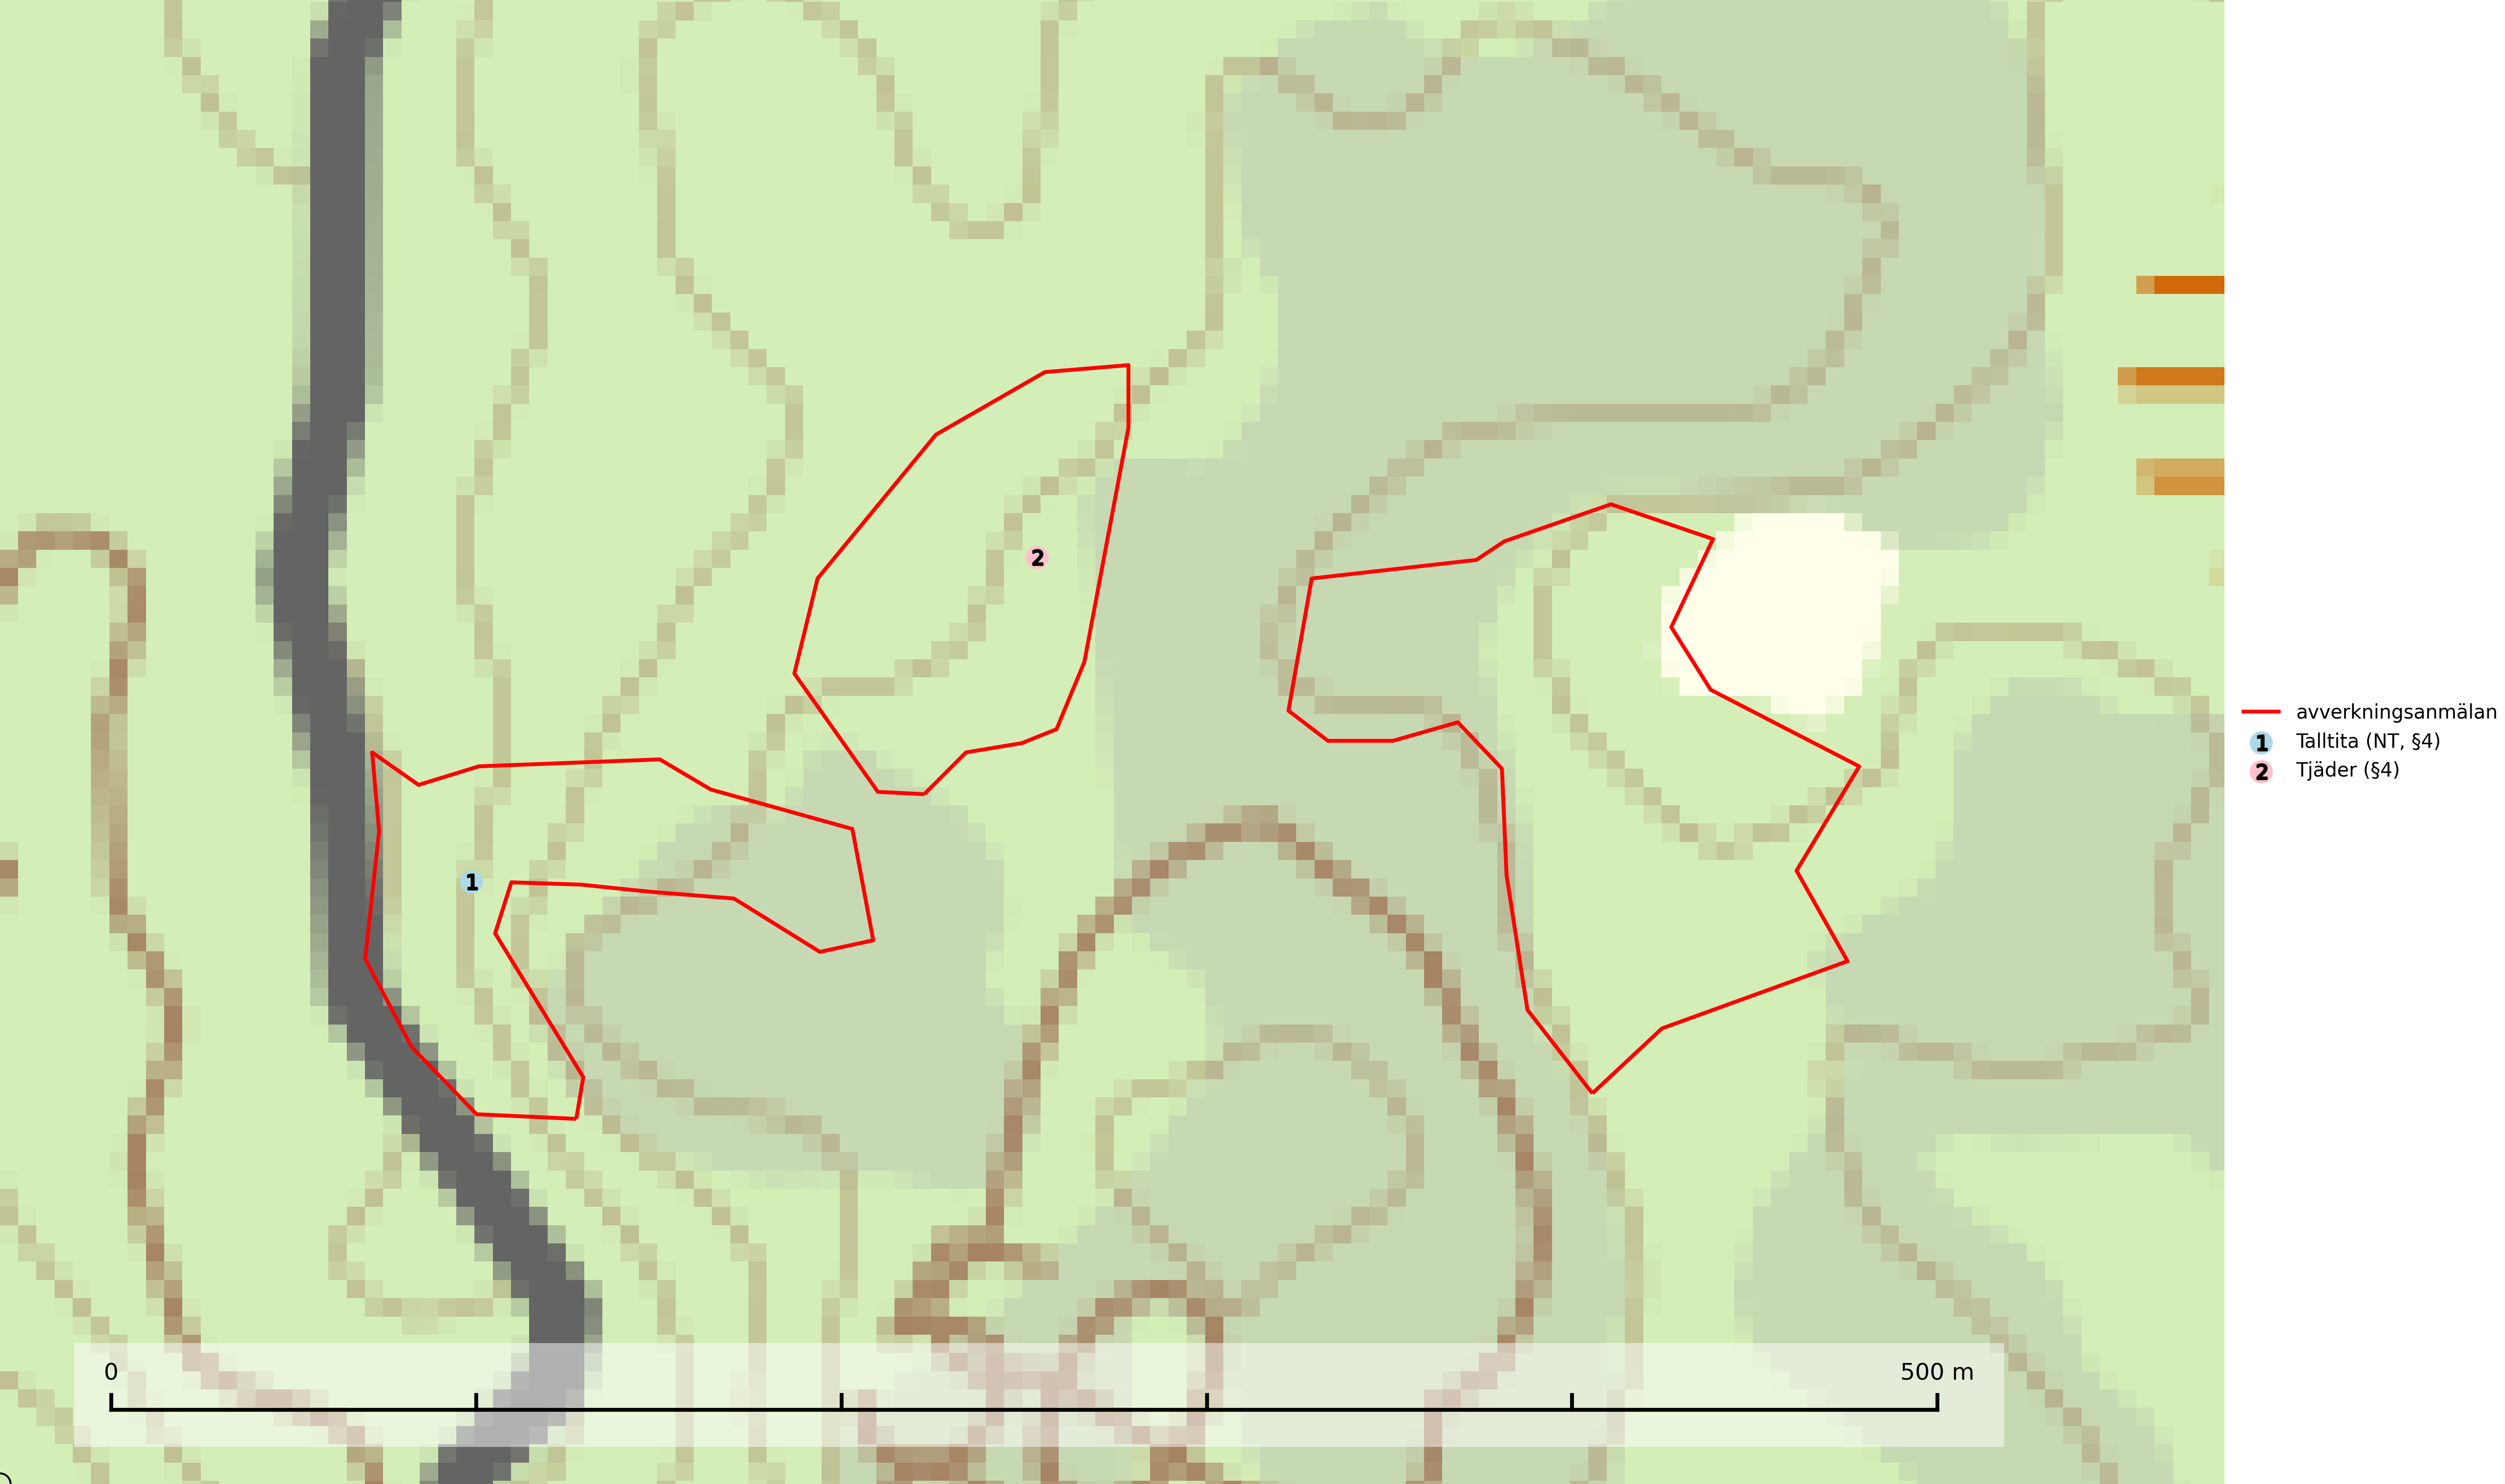 2
avverkningsanmälan
1 Talltita (NT, §4)
2 Tjäder (§4)
1
0
500 m